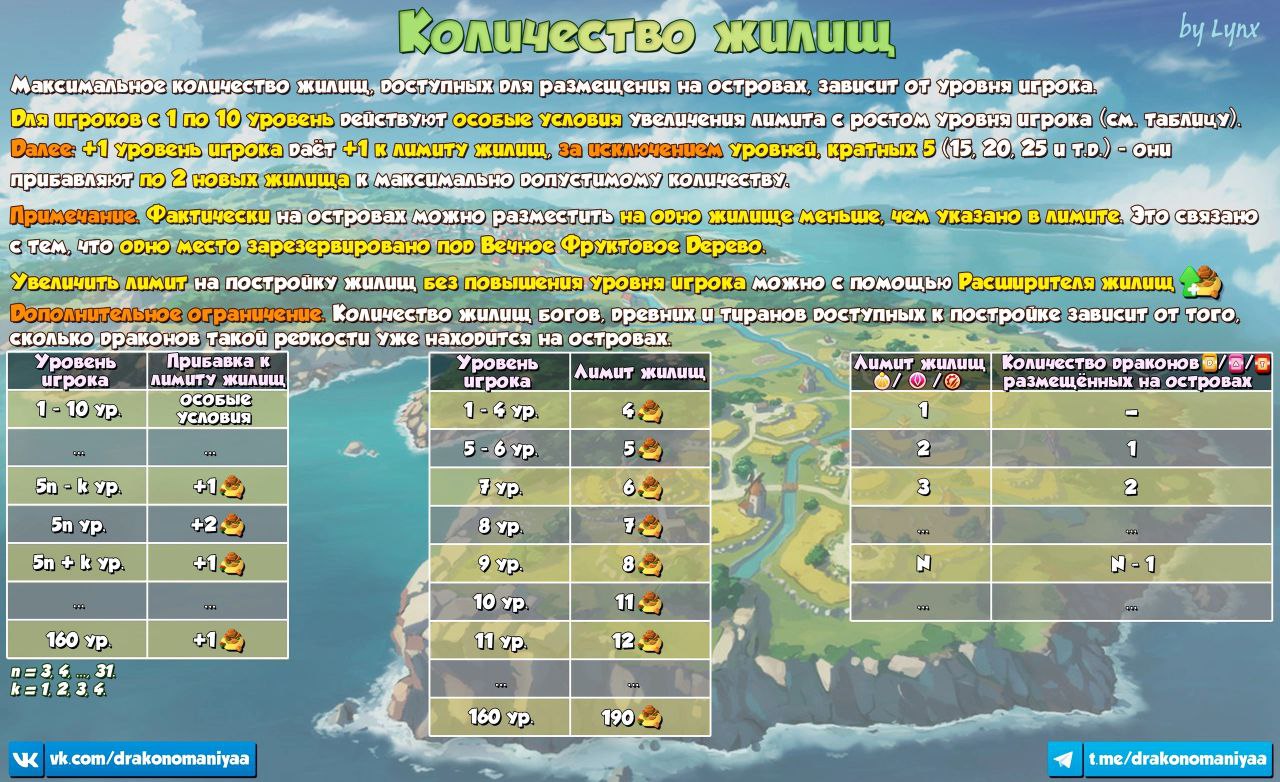 Количество жилищ
by Lynx
Максимальное количество жилищ, доступных для размещения на островах, зависит от уровня игрока.
Для игроков с 1 по 10 уровень действуют особые условия увеличения лимита с ростом уровня игрока (см. таблицу).
Далее: +1 уровень игрока даёт +1 к лимиту жилищ, за исключением уровней, кратных 5 (15, 20, 25 и т.д.) - они
прибавляют по 2 новых жилища к максимально допустимому количеству.
Примечание. Фактически на островах можно разместить на одно жилище меньше, чем указано в лимите. Это связано
с тем, что одно место зарезервировано под Вечное Фруктовое Дерево.
Увеличить лимит на постройку жилищ без повышения уровня игрока можно с помощью Расширителя жилищ
Дополнительное ограничение. Количество жилищ богов, древних и тиранов доступных к постройке зависит от того,
сколько драконов такой редкости уже находится на островах.
Уровень игрока Прибавка к лимиту жилищ
1 - 10 ур. особые условия
... ...
5n - k ур. +1
5n ур. +2
5n + k ур. +1
... ...
160 ур. +1
n = 3, 4, ..., 31.
k = 1, 2, 3, 4.
Уровень игрока Лимит жилищ
1 - 4 ур. 4
5 - 6 ур. 5
7 ур. 6
8 ур. 7
9 ур. 8
10 ур. 11
11 ур. 12
... ...
160 ур. 190
Лимит жилищ / / Количество драконов / / размещённых на островах
1 –
2 1
3 2
... ...
N N - 1
... ...
vk.com/drakonomaniyaa
t.me/drakonomaniyaa